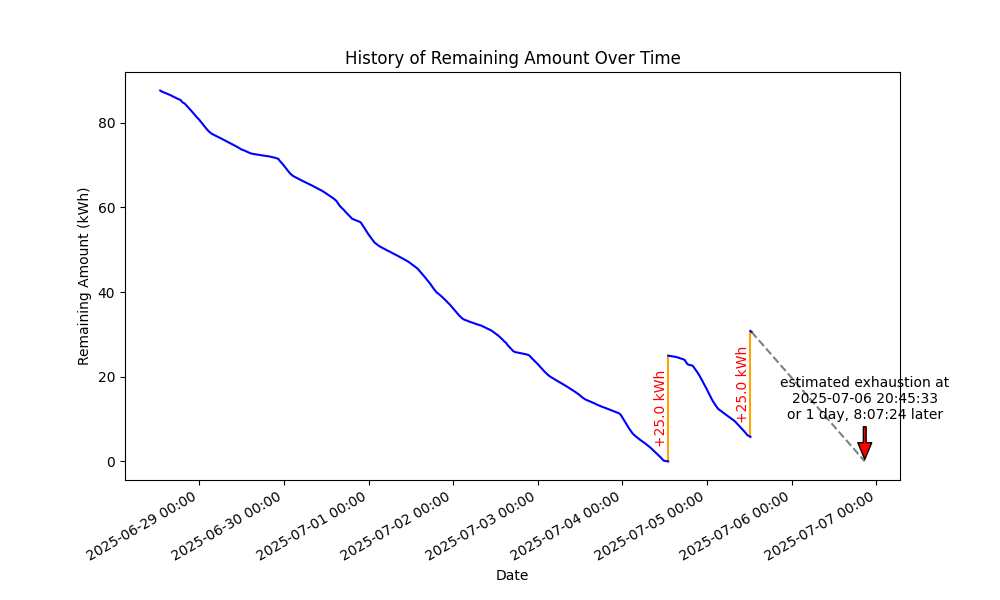 History of Remaining Amount Over Time
Remaining Amount (kWh)
80
60
40
20
0
+25.0 kWh
+25.0 kWh
estimated exhaustion at
2025-07-06 20:45:33
or 1 day, 8:07:24 later
2025-06-29 00:00
2025-06-30 00:00
2025-07-01 00:00
2025-07-02 00:00
2025-07-03 00:00
2025-07-04 00:00
2025-07-05 00:00
2025-07-06 00:00
2025-07-07 00:00
Date